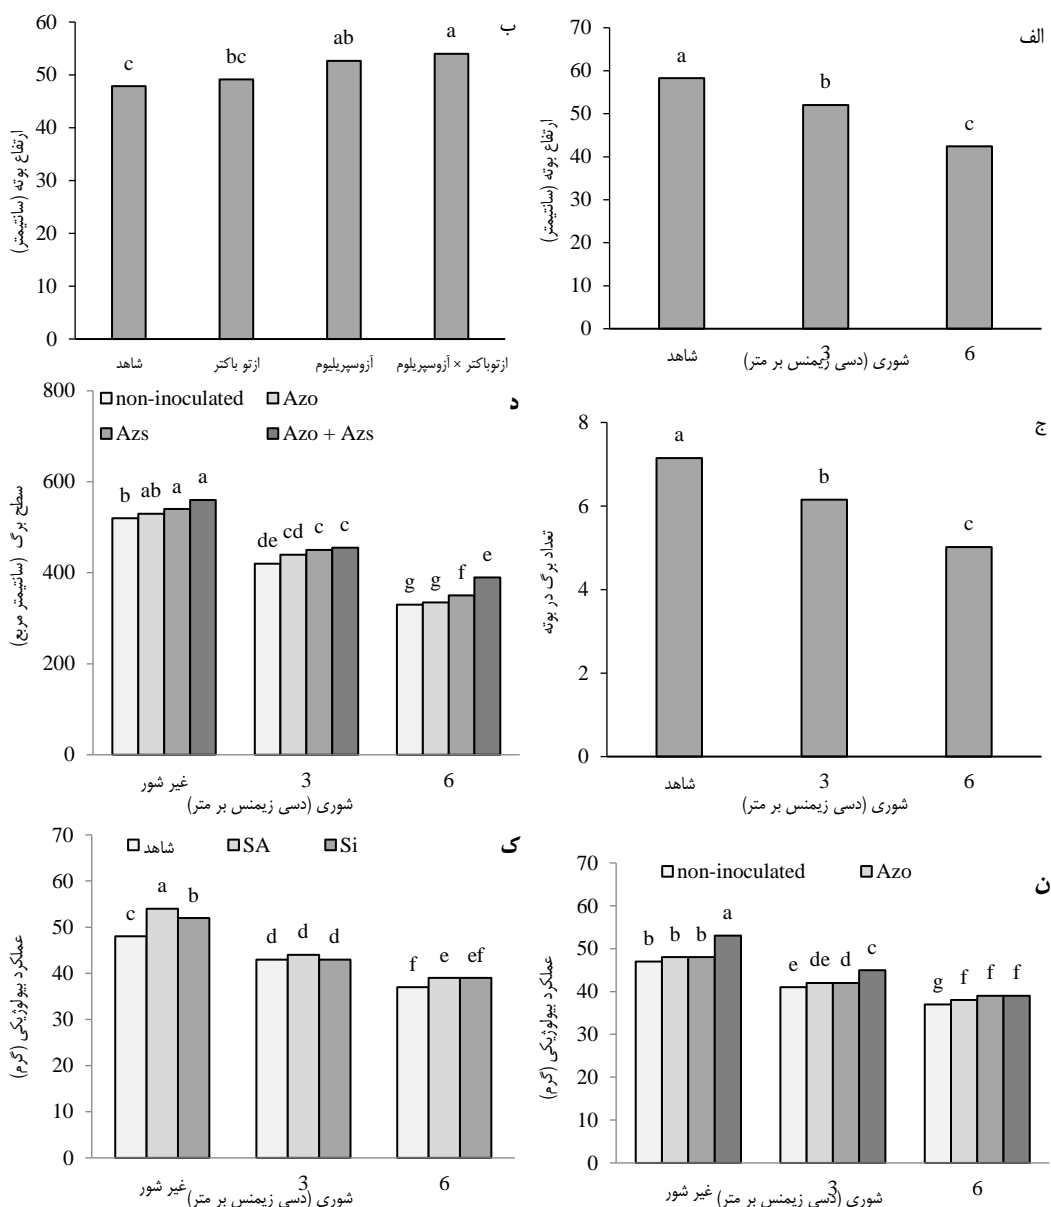 ب
ارتفاع بوته (سانتیمتر)
60
50
40
30
20
10
0
c
bc
ab
a
شاهد
ازتو باکتر
آزوسپریلیوم
ازتوباکتر × آزوسپریلوم
الف
ارتفاع بوته (سانتیمتر)
70
60
50
40
30
20
10
0
a
b
c
شاهد
3
6
شوری (دسی زیمنس بر متر)
د
سطح برگ (سانتیمتر مربع)
800
600
400
200
0
non-inoculated
Azo
Azs
Azo + Azs
b ab a a
de cd c c
g g f e
غیر شور
3
6
شوری (دسی زیمنس بر متر)
ج
تعداد برگ در بوته
8
6
4
2
0
a
b
c
شاهد
3
6
شوری (دسی زیمنس بر متر)
ک
عملکرد بیولوژیکی (گرم)
70
60
50
40
30
20
10
0
شاهد
SA
Si
c a b
d d d
f e ef
غیر شور
3
6
شوری (دسی زیمنس بر متر)
ن
عملکرد بیولوژیکی (گرم)
70
60
50
40
30
20
10
0
non-inoculated
Azo
b b b a
e de d c
g f f f
غیر شور
3
6
شوری (دسی زیمنس بر متر)